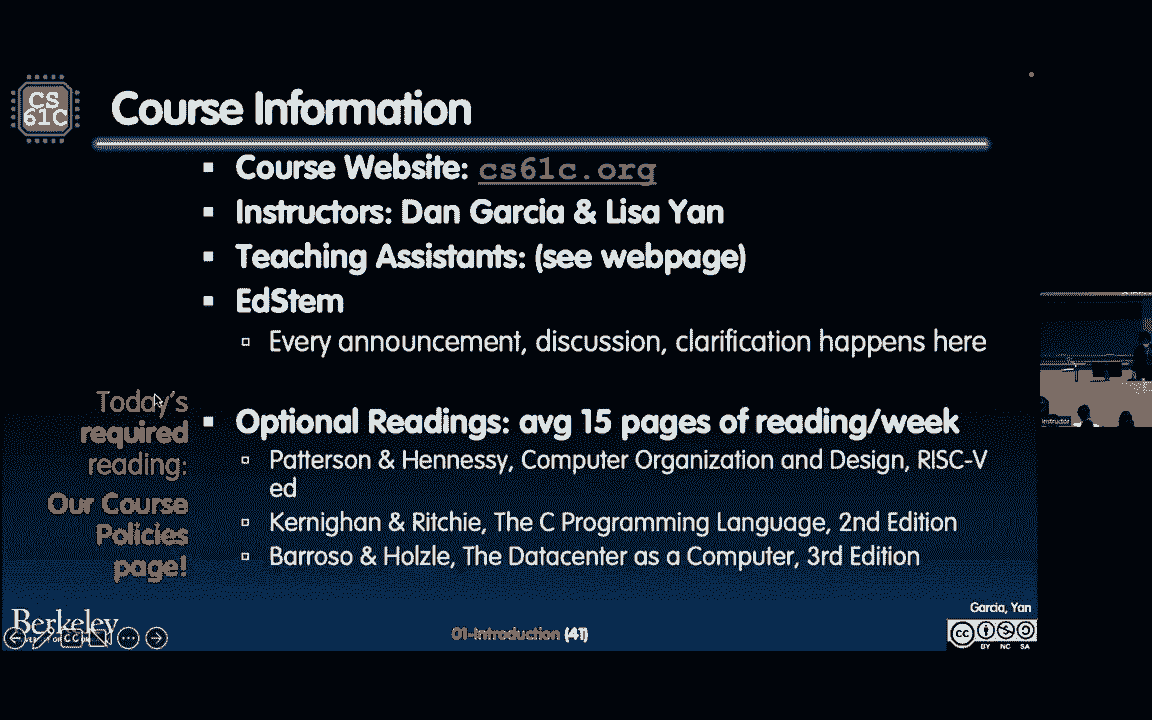 CS
61C
Course Information
▪ Course Website: cs61c.org
▪ Instructors: Dan Garcia & Lisa Yan
▪ Teaching Assistants: (see webpage)
▪ EdStem
▫ Every announcement, discussion, clarification happens here
Today's
required
reading:
Our Course
Policies
page!
▪ Optional Readings: avg 15 pages of reading/week
▫ Patterson & Hennessy, Computer Organization and Design, RISC-V
ed
▫ Kernighan & Ritchie, The C Programming Language, 2nd Edition
▫ Barroso & Holzle, The Datacenter as a Computer, 3rd Edition
Instructor
Berkeley
01-Introduction (41)
Garcia, Yan
cc
BY NC SA